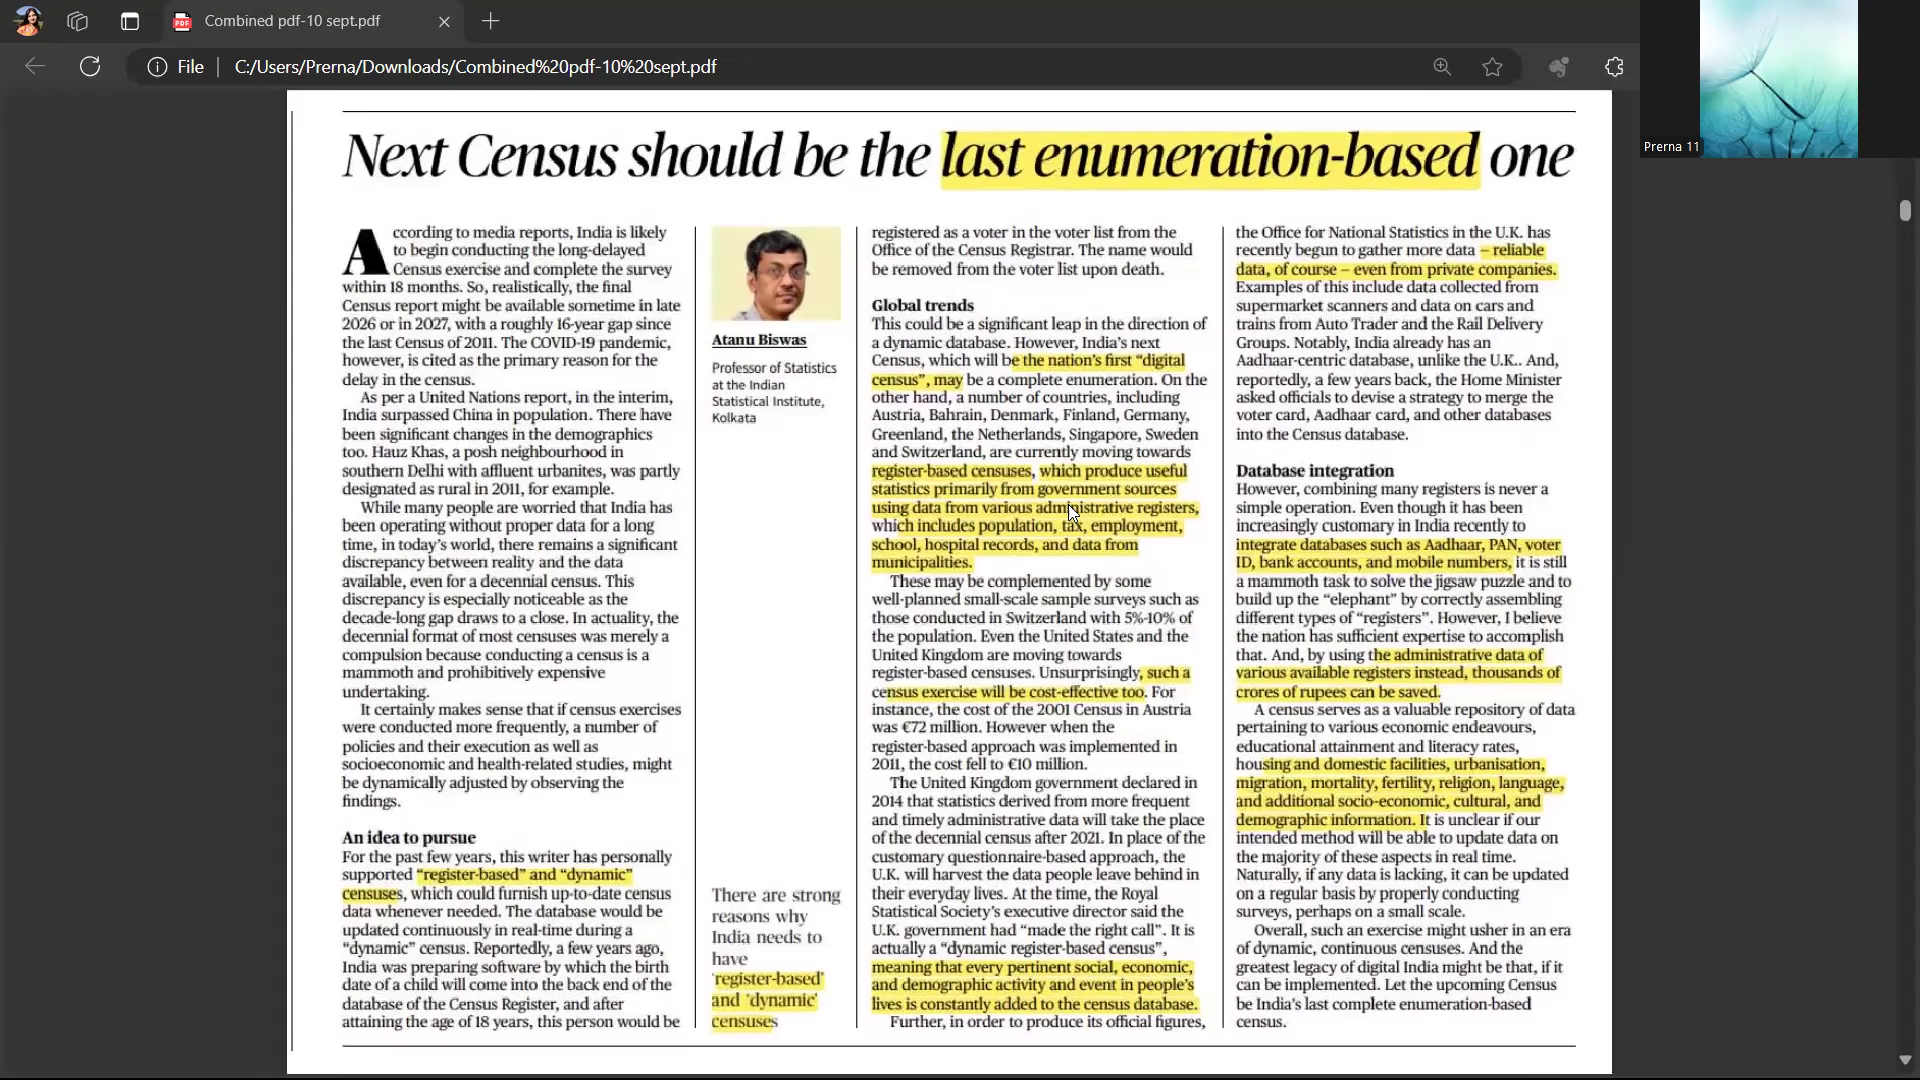 Combined pdf-10 sept.pdf
File
C:/Users/Prerna/Downloads/Combined%20pdf-10%20sept.pdf
Prerna 11
Next Census should be the last enumeration-based one
According to media reports, India is likely
to begin conducting the long-delayed
Census exercise and complete the survey
within 18 months. So, realistically, the final
Census report might be available sometime in late
2026 or in 2027, with a roughly 16-year gap since
the last Census of 2011. The COVID-19 pandemic,
however, is cited as the primary reason for the
delay in the census.
As per a United Nations report, in the interim,
India surpassed China in population. There have
been significant changes in the demographics
too. Hauz Khas, a posh neighbourhood in
southern Delhi with affluent urbanites, was partly
designated as rural in 2011, for example.
While many people are worried that India has
been operating without proper data for a long
time, in today’s world, there remains a significant
discrepancy between reality and the data
available, even for a decennial census. This
discrepancy is especially noticeable as the
decade-long gap draws to a close. In actuality, the
decennial format of most censuses was merely a
compulsion because conducting a census is a
mammoth and prohibitively expensive
undertaking.
It certainly makes sense that if census exercises
were conducted more frequently, a number of
policies and their execution as well as
socioeconomic and health-related studies, might
be dynamically adjusted by observing the
findings.
An idea to pursue
For the past few years, this writer has personally
supported “register-based” and “dynamic”
censuses, which could furnish up-to-date census
data whenever needed. The database would be
updated continuously in real-time during a
“dynamic” census. Reportedly, a few years ago,
India was preparing software by which the birth
date of a child will come into the back end of the
database of the Census Register, and after
attaining the age of 18 years, this person would be
Atanu Biswas
Professor of Statistics
at the Indian
Statistical Institute,
Kolkata
There are strong
reasons why
India needs to
have
‘register-based’
and ‘dynamic’
censuses
registered as a voter in the voter list from the
Office of the Census Registrar. The name would
be removed from the voter list upon death.
Global trends
This could be a significant leap in the direction of
a dynamic database. However, India’s next
Census, which will be the nation’s first “digital
census”, may be a complete enumeration. On the
other hand, a number of countries, including
Austria, Bahrain, Denmark, Finland, Germany,
Greenland, the Netherlands, Singapore, Sweden
and Switzerland, are currently moving towards
register-based censuses, which produce useful
statistics primarily from government sources
using data from various administrative registers,
which includes population, tax, employment,
school, hospital records, and data from
municipalities.
These may be complemented by some
well-planned small-scale sample surveys such as
those conducted in Switzerland with 5%-10% of
the population. Even the United States and the
United Kingdom are moving towards
register-based censuses. Unsurprisingly, such a
census exercise will be cost-effective too. For
instance, the cost of the 2001 Census in Austria
was €72 million. However when the
register-based approach was implemented in
2011, the cost fell to €10 million.
The United Kingdom government declared in
2014 that statistics derived from more frequent
and timely administrative data will take the place
of the decennial census after 2021. In place of the
customary questionnaire-based approach, the
U.K. will harvest the data people leave behind in
their everyday lives. At the time, the Royal
Statistical Society’s executive director said the
U.K. government had “made the right call”. It is
actually a “dynamic register-based census”,
meaning that every pertinent social, economic,
and demographic activity and event in people’s
lives is constantly added to the census database.
Further, in order to produce its official figures,
the Office for National Statistics in the U.K. has
recently begun to gather more data – reliable
data, of course – even from private companies.
Examples of this include data collected from
supermarket scanners and data on cars and
trains from Auto Trader and the Rail Delivery
Groups. Notably, India already has an
Aadhaar-centric database, unlike the U.K.. And,
reportedly, a few years back, the Home Minister
asked officials to devise a strategy to merge the
voter card, Aadhaar card, and other databases
into the Census database.
Database integration
However, combining many registers is never a
simple operation. Even though it has been
increasingly customary in India recently to
integrate databases such as Aadhaar, PAN, voter
ID, bank accounts, and mobile numbers, it is still
a mammoth task to solve the jigsaw puzzle and to
build up the “elephant” by correctly assembling
different types of “registers”. However, I believe
the nation has sufficient expertise to accomplish
that. And, by using the administrative data of
various available registers instead, thousands of
crores of rupees can be saved.
A census serves as a valuable repository of data
pertaining to various economic endeavours,
educational attainment and literacy rates,
housing and domestic facilities, urbanisation,
migration, mortality, fertility, religion, language,
and additional socio-economic, cultural, and
demographic information. It is unclear if our
intended method will be able to update data on
the majority of these aspects in real time.
Naturally, if any data is lacking, it can be updated
on a regular basis by properly conducting
surveys, perhaps on a small scale.
Overall, such an exercise might usher in an era
of dynamic, continuous censuses. And the
greatest legacy of digital India might be that, if it
can be implemented. Let the upcoming Census
be India’s last complete enumeration-based
census.